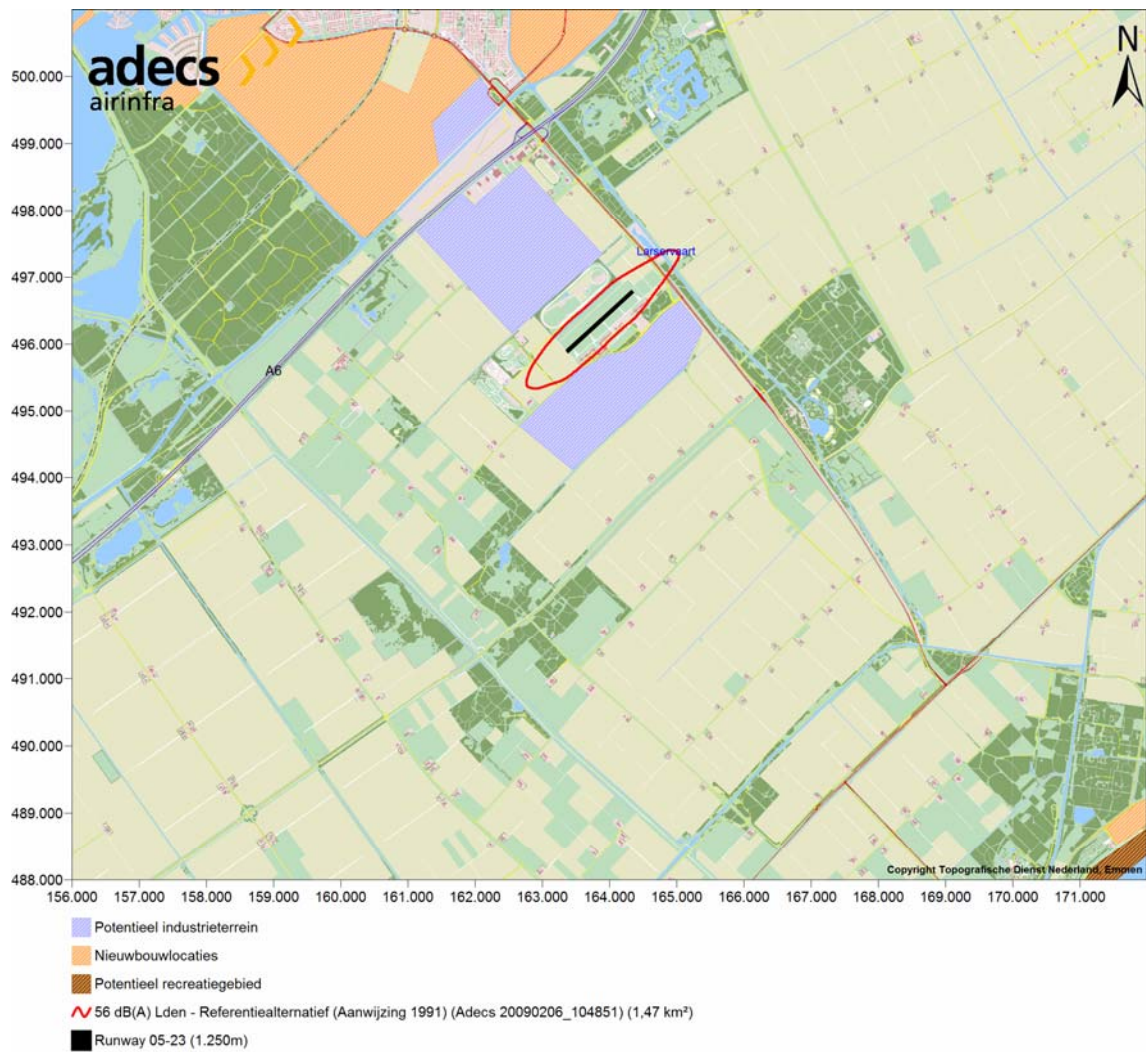 adecs
airinfra
N
500.000
499.000
498.000
497.000
496.000
495.000
494.000
493.000
492.000
491.000
490.000
489.000
488.000
Larservaart
A6
Copyright Topografische Dienst Nederland, Emmen
156.000 157.000 158.000 159.000 160.000 161.000 162.000 163.000 164.000 165.000 166.000 167.000 168.000 169.000 170.000 171.000
Potentieel industrieterrein
Nieuwbouwlocaties
Potentieel recreatiegebied
56 dB(A) Lden - Referentiealternatief (Aanwijzing 1991) (Adecs 20090206_104851) (1,47 km²)
Runway 05-23 (1.250m)